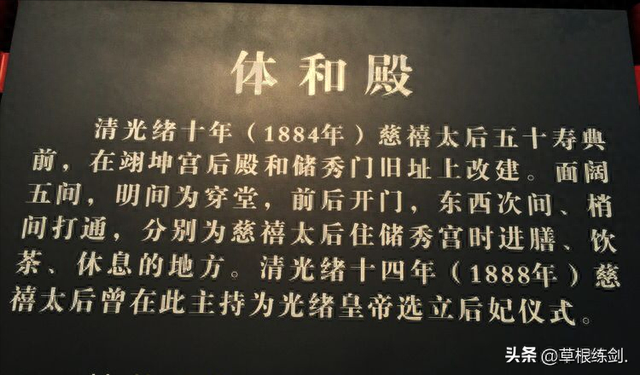 体和殿
清光绪十年（1884年）慈禧太后五十寿典
前，在翊坤宫后殿和储秀门旧址上改建。面阔
五间，明间为穿堂，前后开门，东西次间、梢
间打通，分别为慈禧太后住储秀宫时进膳、饮
茶、休息的地方。清光绪十四年（1888年）慈
禧太后曾在此主持为光绪皇帝选立后妃仪式。
头条 @草根练剑.